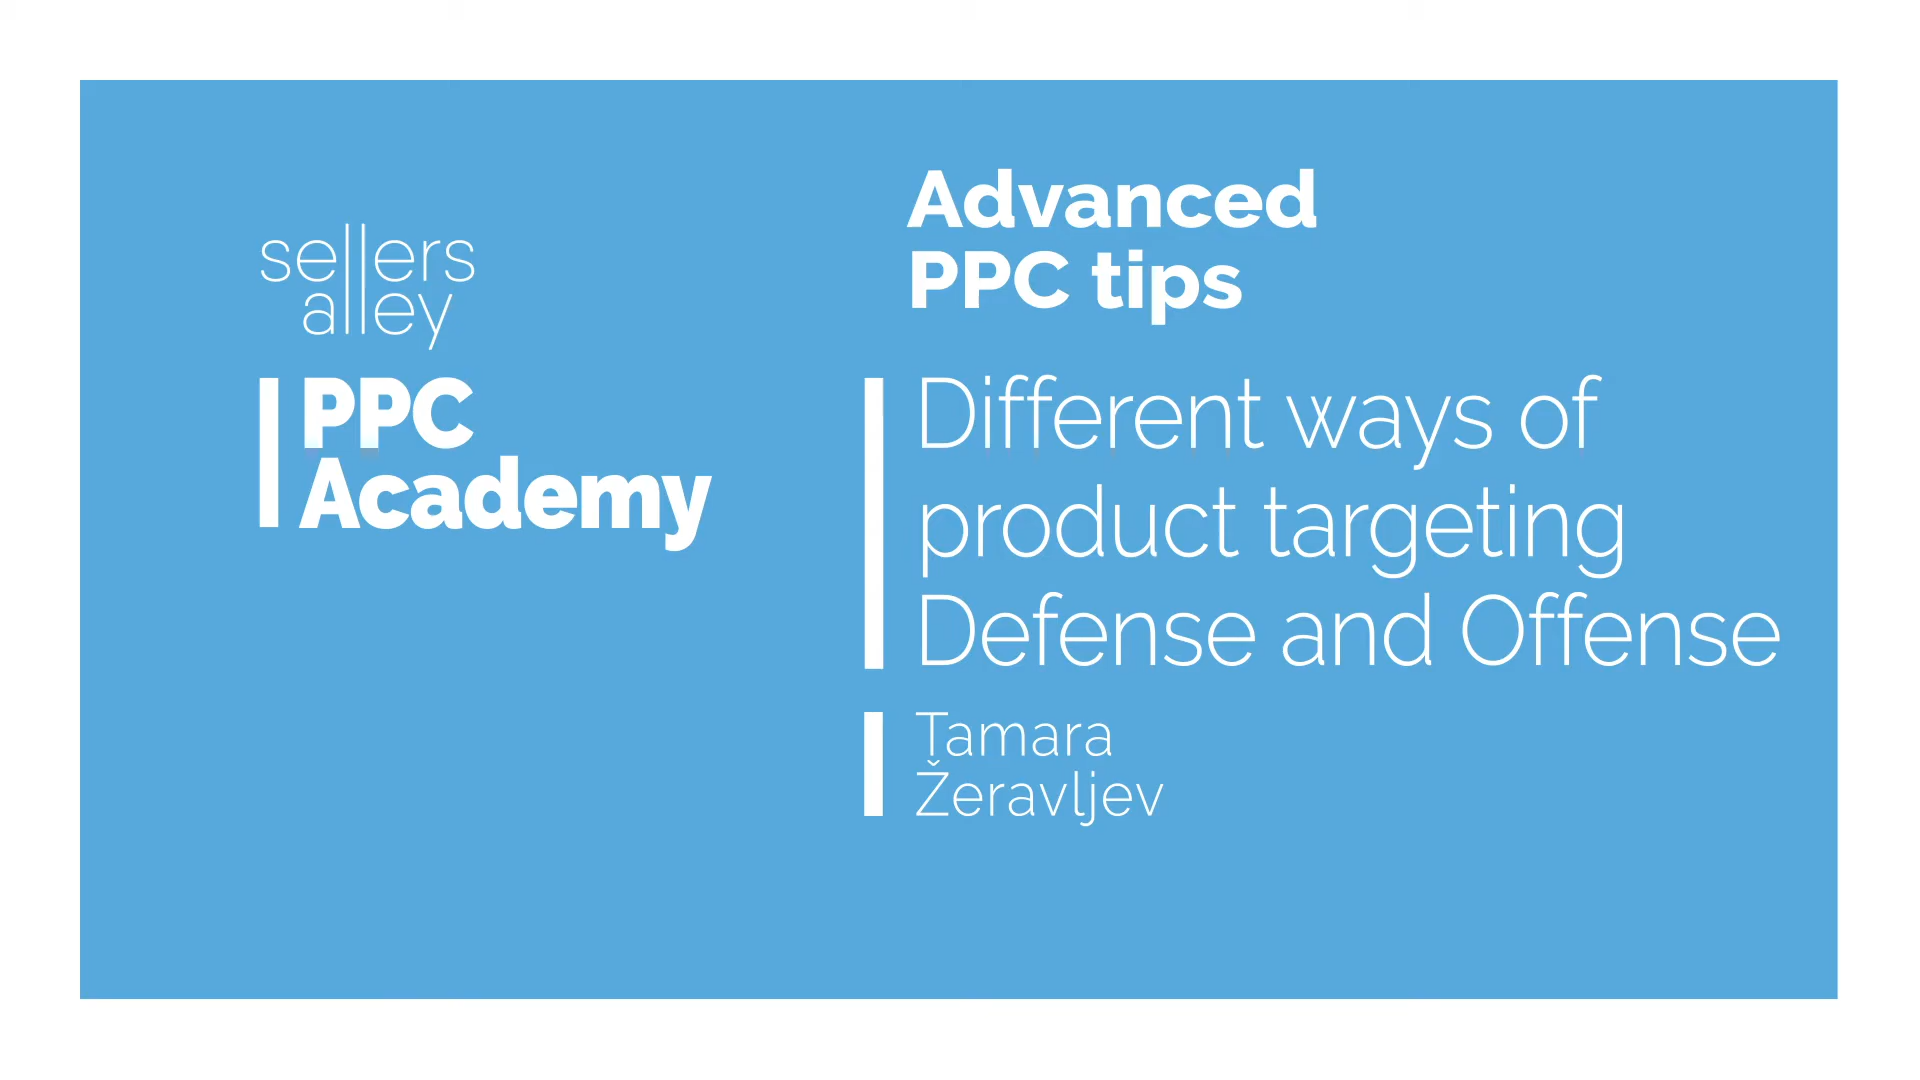 sellers
alley
PPC
Academy
Advanced
PPC tips
Different ways of
product targeting
Defense and Offense
Tamara
Žeravljev